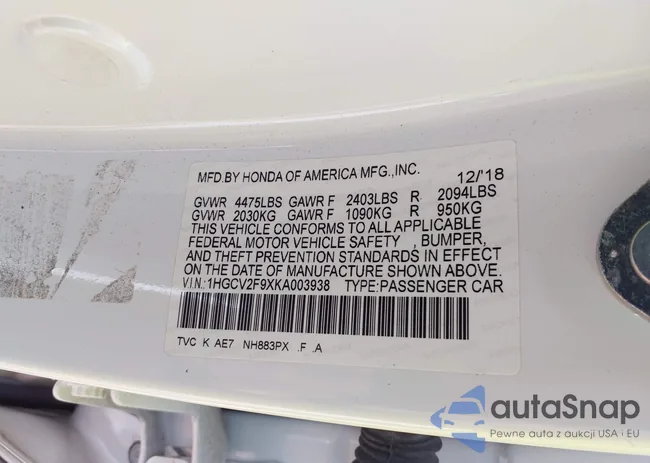 MFD.BY HONDA OF AMERICA MFG.,INC. 12/'18
GVWR 4475LBS GAWR F 2403LBS R 2094LBS
GVWR 2030KG GAWR F 1090KG R 950KG
THIS VEHICLE CONFORMS TO ALL APPLICABLE
FEDERAL MOTOR VEHICLE SAFETY , BUMPER,
AND THEFT PREVENTION STANDARDS IN EFFECT
ON THE DATE OF MANUFACTURE SHOWN ABOVE.
V.I.N.:1HGCV2F9XKA003938 TYPE:PASSENGER CAR
TVC K AE7 NH883PX .F .A
autaSnap
Pewne auta z aukcji USA i EU